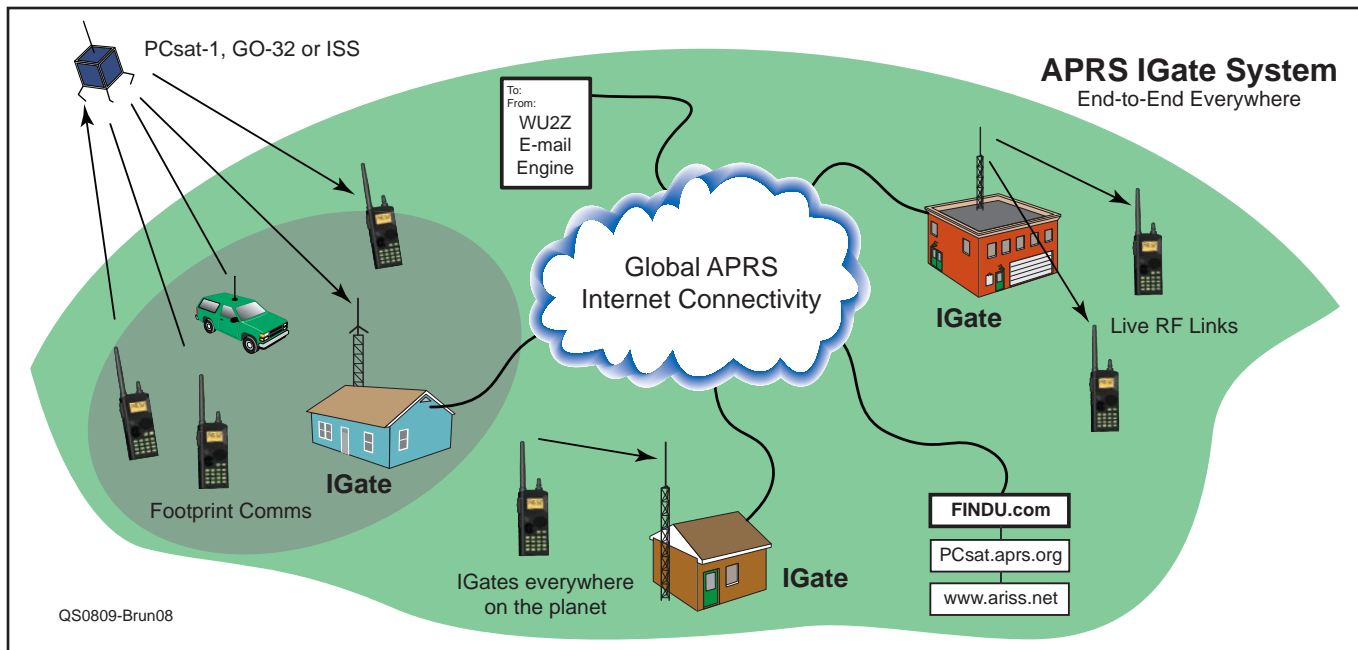 PCsat-1, GO-32 or ISS
APRS IGate System
End-to-End Everywhere
To:
From:
WU2Z
E-mail
Engine
Global APRS
Internet Connectivity
IGate
Live RF Links
IGate
Footprint Comms
IGates everywhere
on the planet
IGate
FINDU.com
PCsat.aprs.org
www.ariss.net
QS0809-Brun08